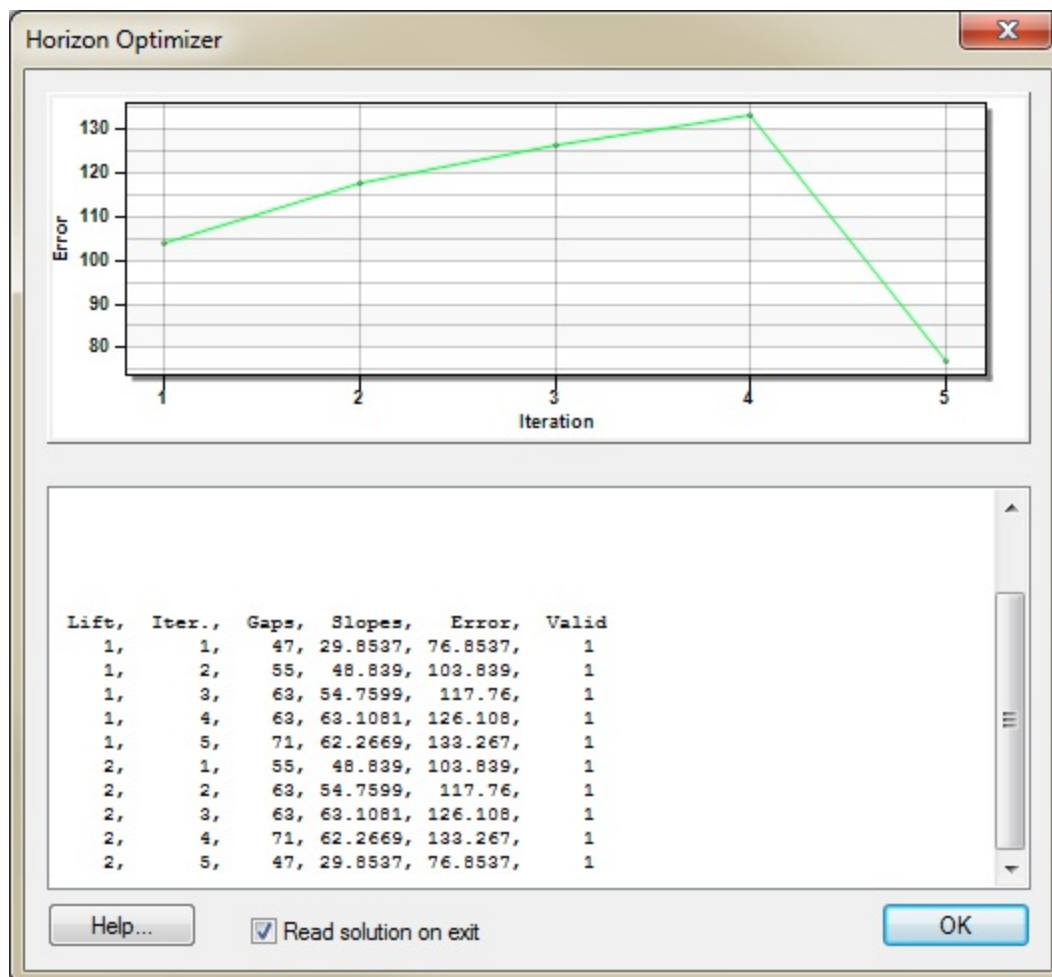 Horizon Optimizer
130
120
110
100
90
80
Error
1 2 3 4 5
Iteration
Lift, Iter., Gaps, Slopes, Error, Valid
1, 1, 47, 29.8537, 76.8537, 1
1, 2, 55, 48.839, 103.839, 1
1, 3, 63, 54.7599, 117.76, 1
1, 4, 63, 63.1081, 126.108, 1
1, 5, 71, 62.2669, 133.267, 1
2, 1, 55, 48.839, 103.839, 1
2, 2, 63, 54.7599, 117.76, 1
2, 3, 63, 63.1081, 126.108, 1
2, 4, 71, 62.2669, 133.267, 1
2, 5, 47, 29.8537, 76.8537, 1
Help... Read solution on exit OK